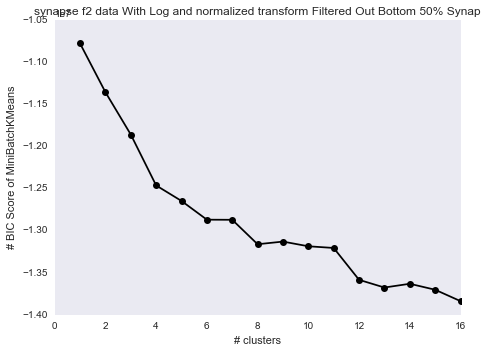 synapse f2 data With Log and normalized transform Filtered Out Bottom 50% Synap
−1.05
−1.10
−1.15
−1.20
−1.25
−1.30
−1.35
−1.40
# BIC Score of MiniBatchKMeans
0 2 4 6 8 10 12 14 16
# clusters